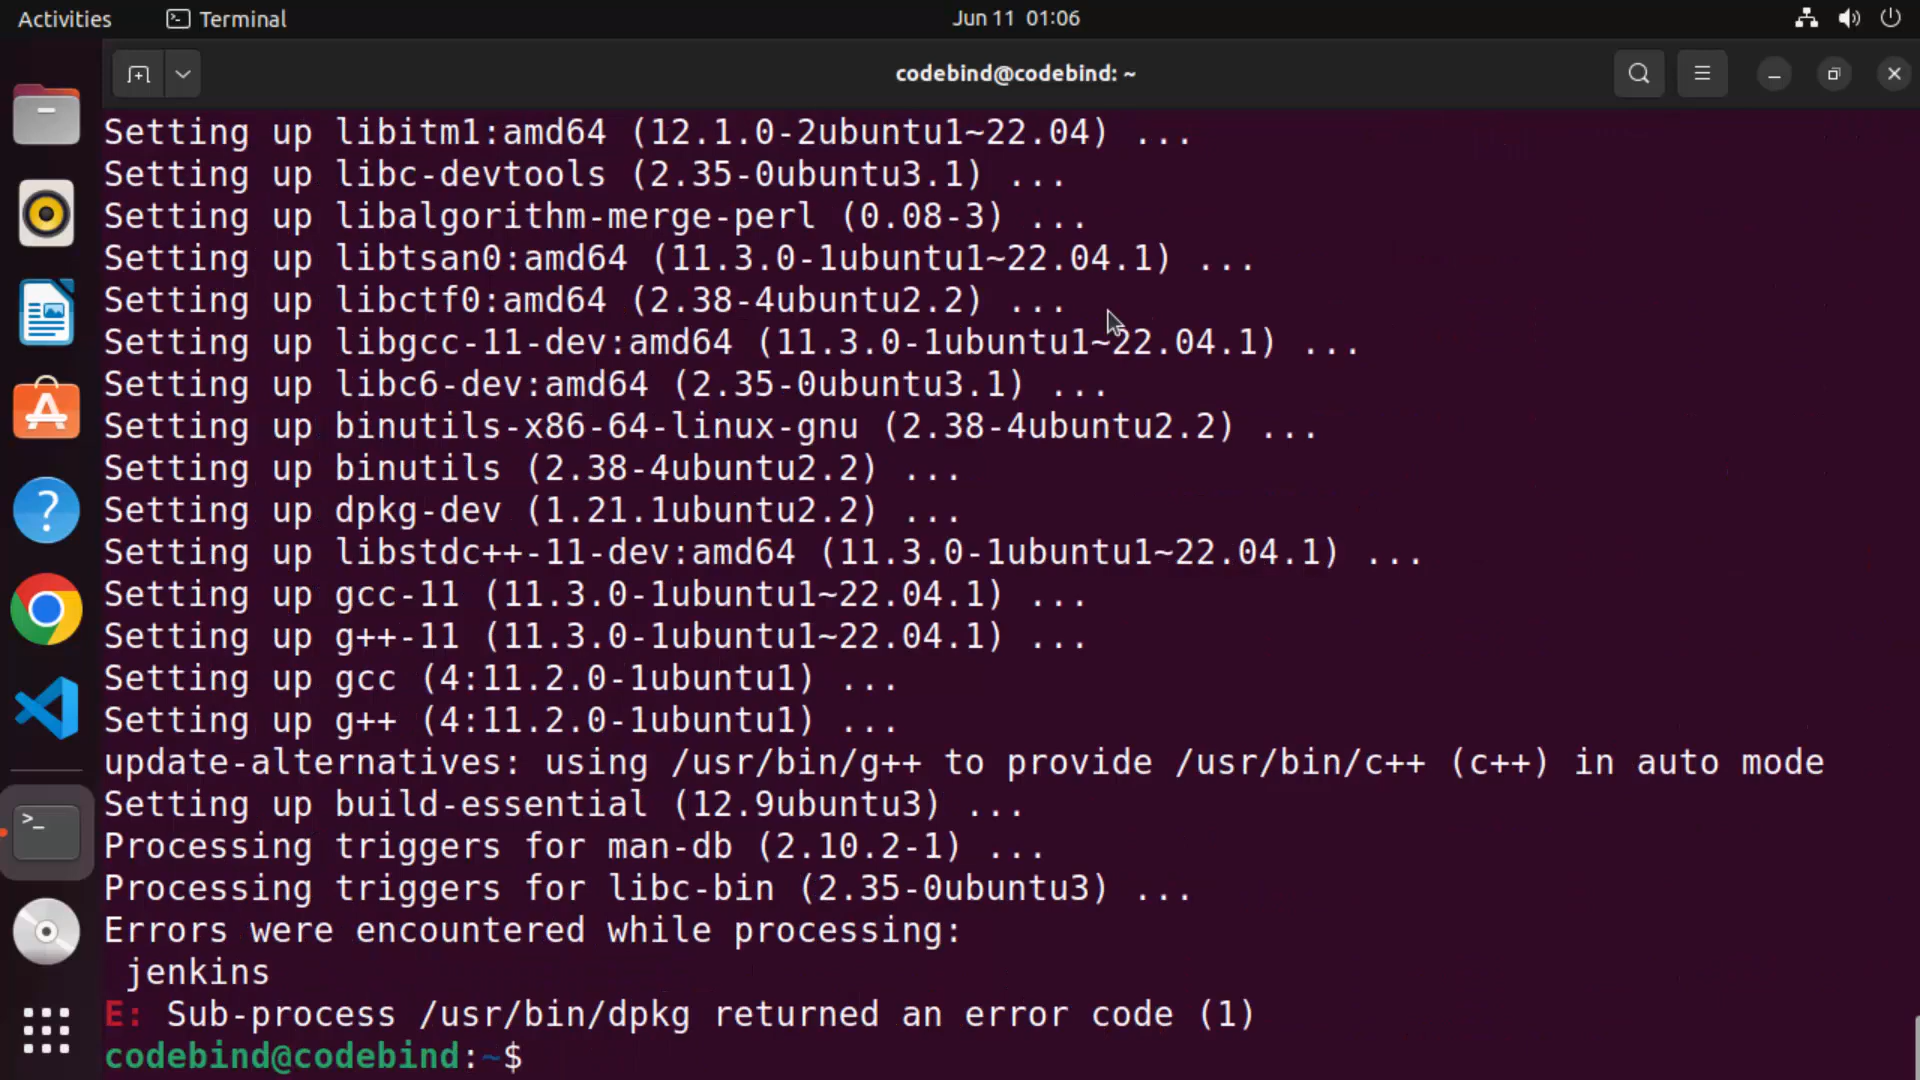 Activities
Terminal
Jun 11 01:06
codebind@codebind: ~
Setting up libitm1:amd64 (12.1.0-2ubuntu1~22.04) ...
Setting up libc-devtools (2.35-0ubuntu3.1) ...
Setting up libalgorithm-merge-perl (0.08-3) ...
Setting up libtsan0:amd64 (11.3.0-1ubuntu1~22.04.1) ...
Setting up libctf0:amd64 (2.38-4ubuntu2.2) ...
Setting up libgcc-11-dev:amd64 (11.3.0-1ubuntu1~22.04.1) ...
Setting up libc6-dev:amd64 (2.35-0ubuntu3.1) ...
Setting up binutils-x86-64-linux-gnu (2.38-4ubuntu2.2) ...
Setting up binutils (2.38-4ubuntu2.2) ...
Setting up dpkg-dev (1.21.1ubuntu2.2) ...
Setting up libstdc++-11-dev:amd64 (11.3.0-1ubuntu1~22.04.1) ...
Setting up gcc-11 (11.3.0-1ubuntu1~22.04.1) ...
Setting up g++-11 (11.3.0-1ubuntu1~22.04.1) ...
Setting up gcc (4:11.2.0-1ubuntu1) ...
Setting up g++ (4:11.2.0-1ubuntu1) ...
update-alternatives: using /usr/bin/g++ to provide /usr/bin/c++ (c++) in auto mode
Setting up build-essential (12.9ubuntu3) ...
Processing triggers for man-db (2.10.2-1) ...
Processing triggers for libc-bin (2.35-0ubuntu3) ...
Errors were encountered while processing:
 jenkins
E: Sub-process /usr/bin/dpkg returned an error code (1)
codebind@codebind:~$